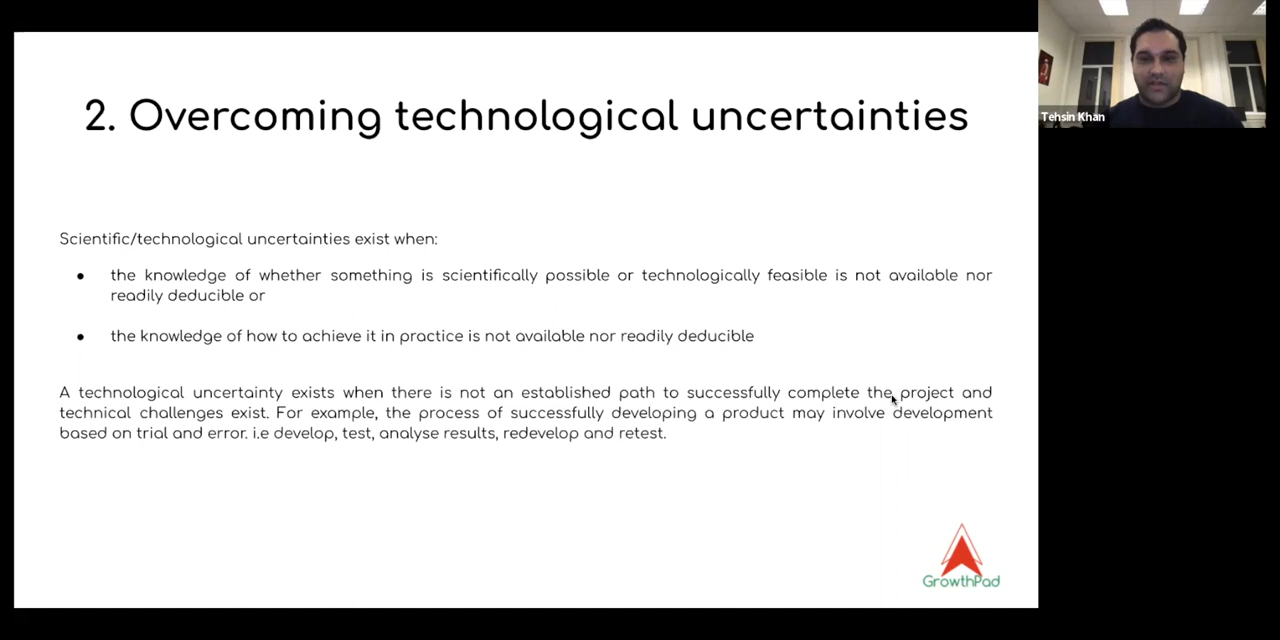 2. Overcoming technological uncertainties
Scientific/technological uncertainties exist when:
● the knowledge of whether something is scientifically possible or technologically feasible is not available nor
readily deducible or
● the knowledge of how to achieve it in practice is not available nor readily deducible
A technological uncertainty exists when there is not an established path to successfully complete the project and
technical challenges exist. For example, the process of successfully developing a product may involve development
based on trial and error. i.e develop, test, analyse results, redevelop and retest.
GrowthPad
Tehsin Khan